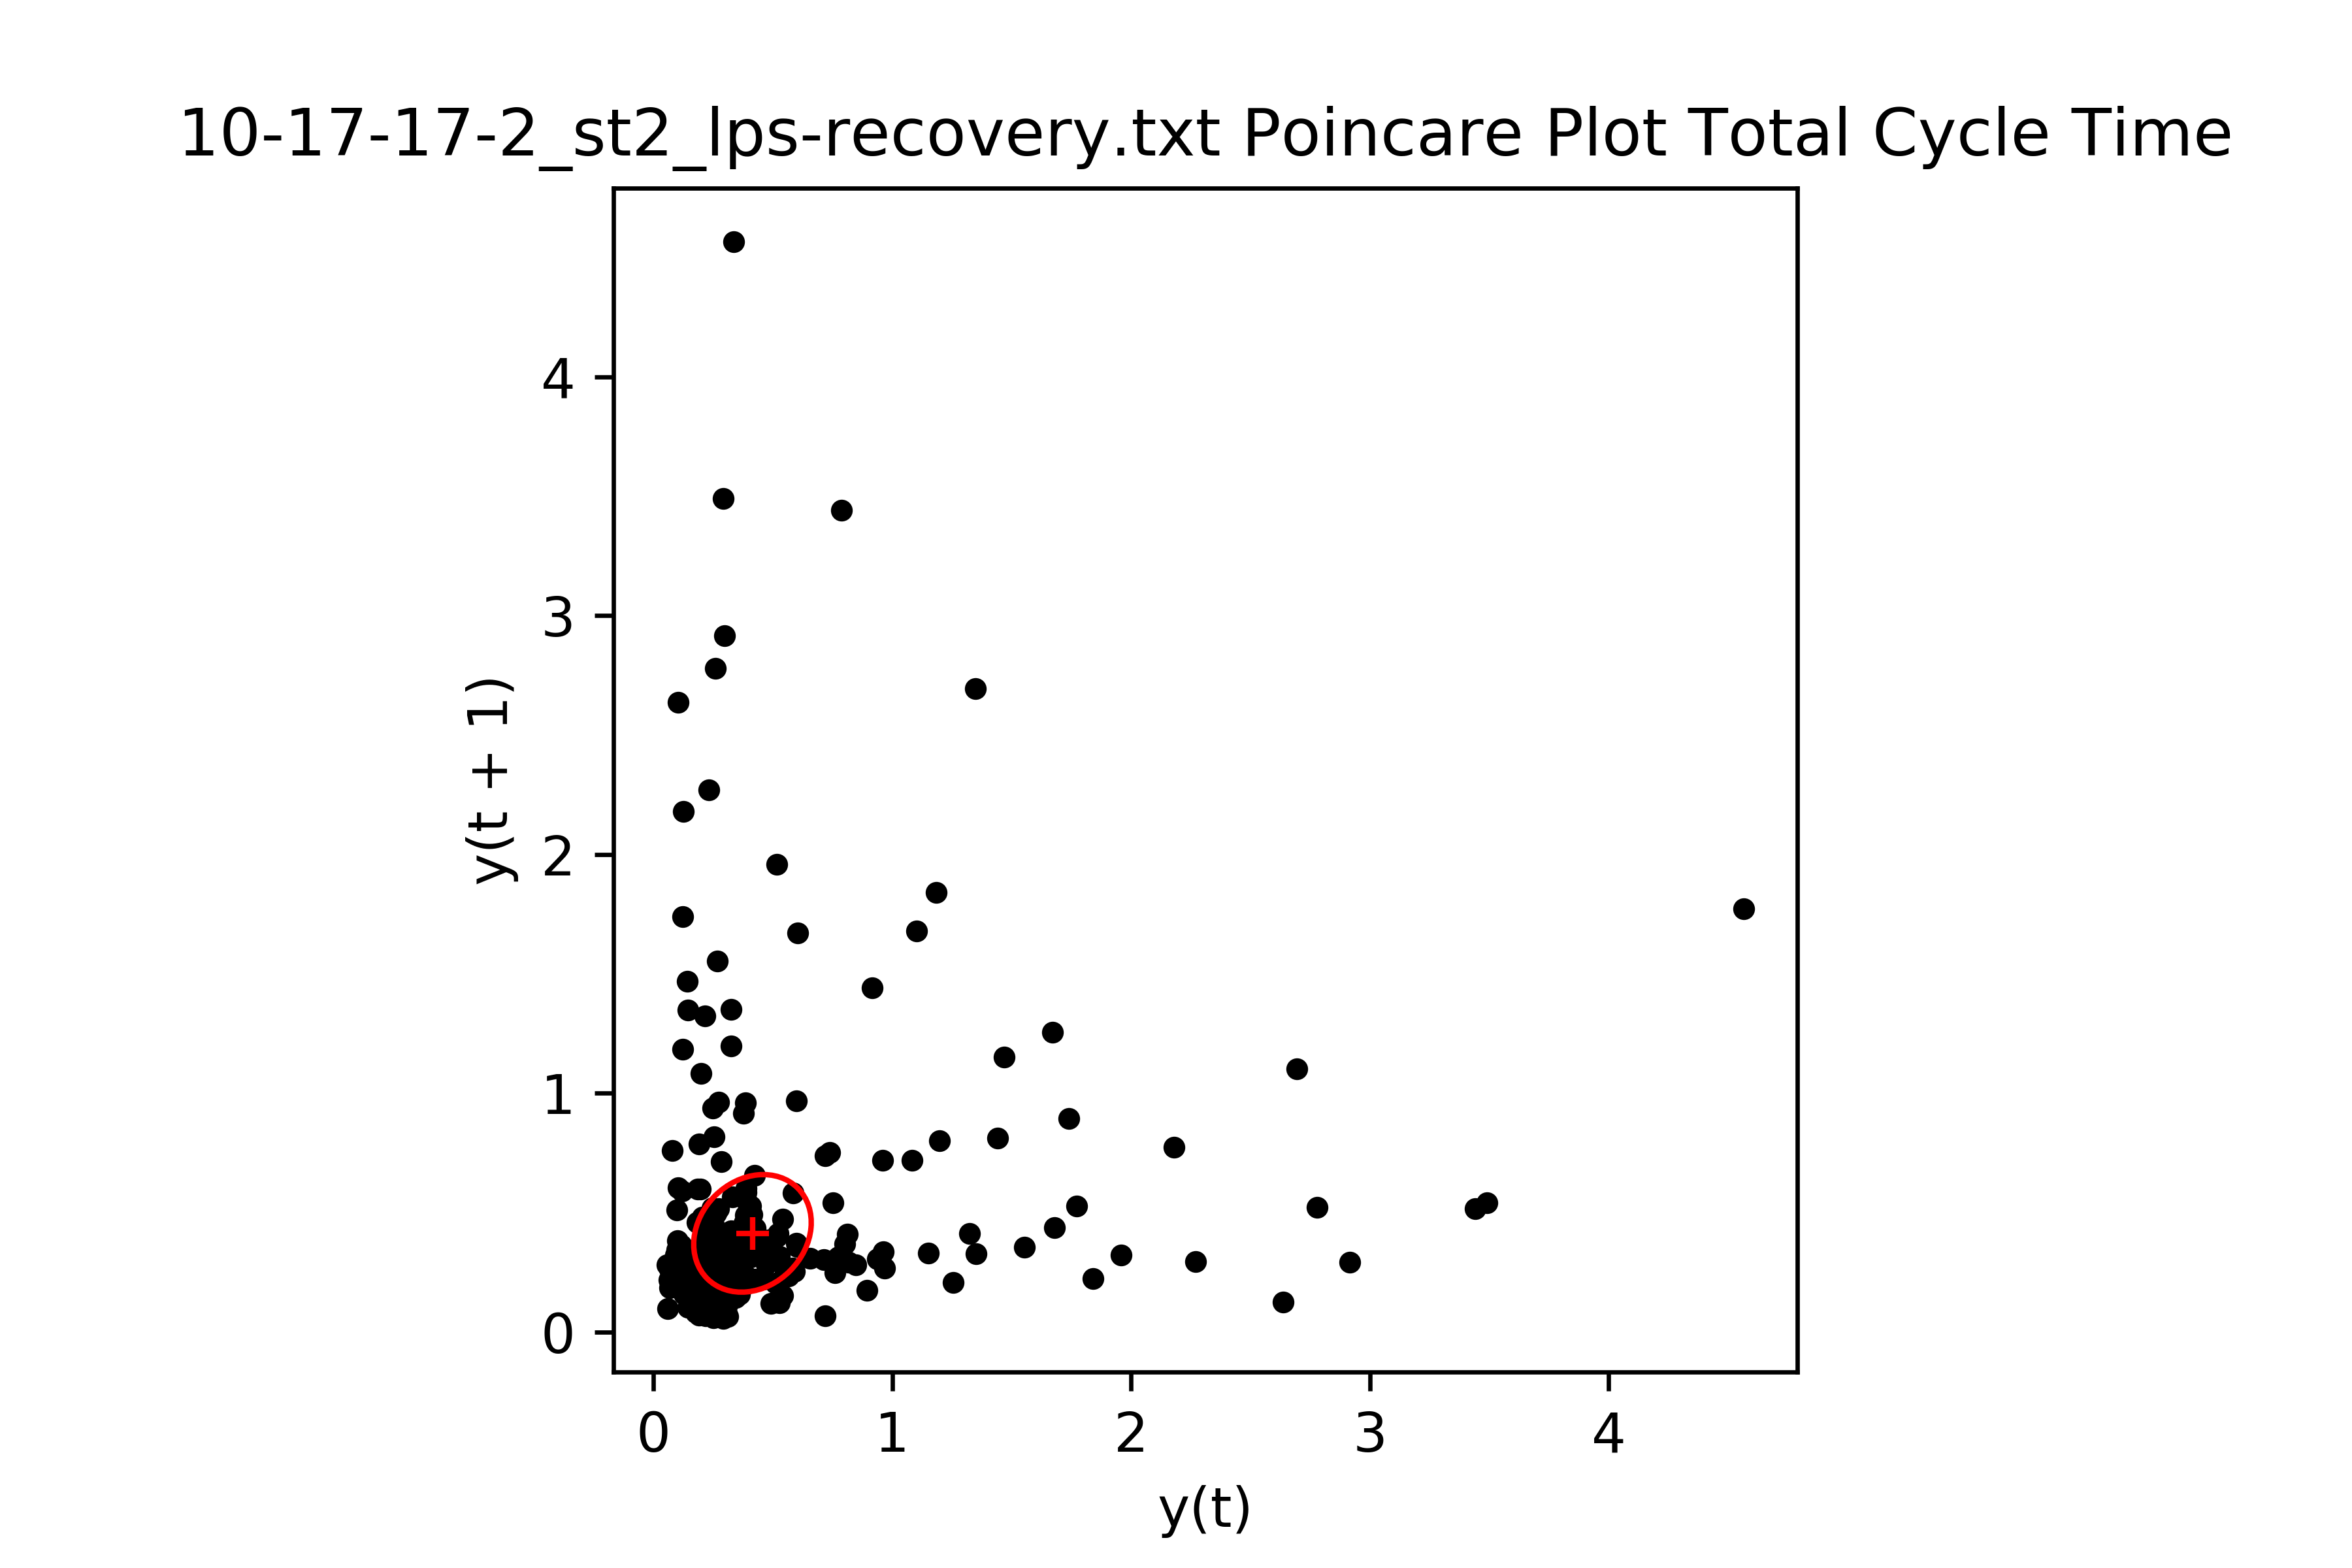 10-17-17-2_st2_lps-recovery.txt Poincare Plot Total Cycle Time
4
3
y(t + 1)
2
1
0
0 1 2 3 4
y(t)